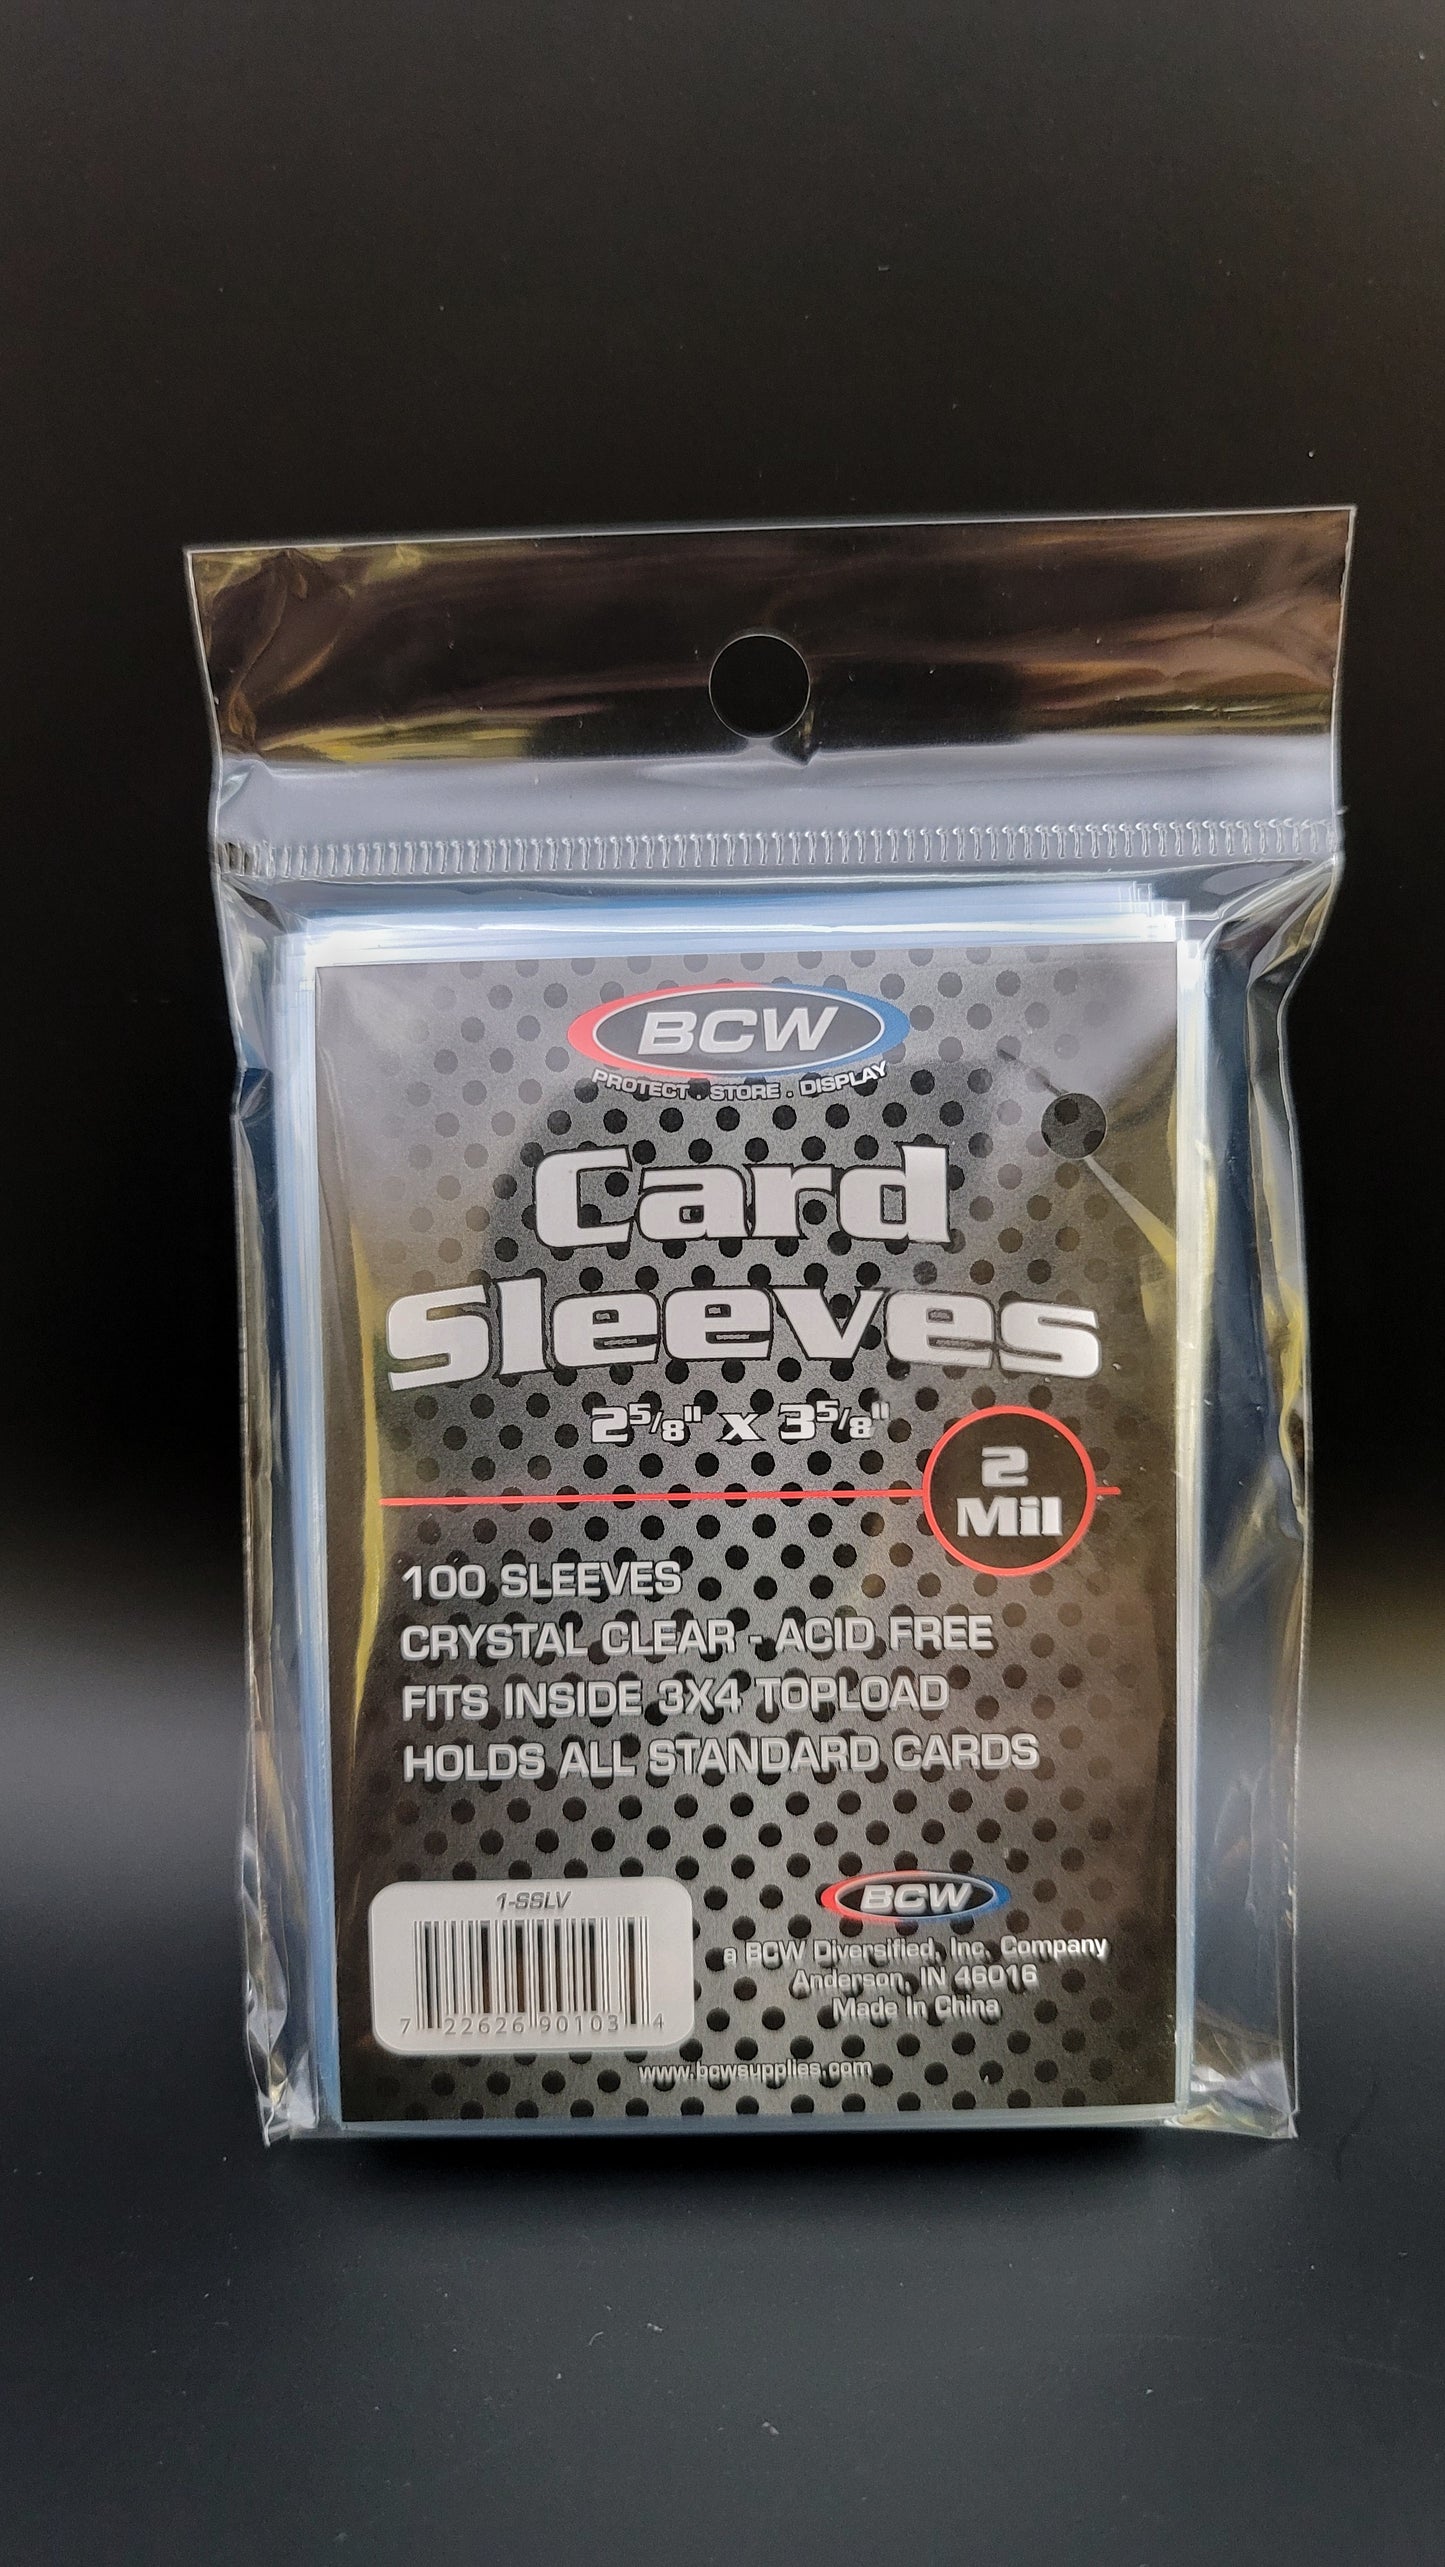 BCW
PROTECT . STORE . DISPLAY
Card
Sleeves
2 5/8" x 3 5/8"
2
Mil
100 SLEEVES
CRYSTAL CLEAR - ACID FREE
FITS INSIDE 3X4 TOPLOAD
HOLDS ALL STANDARD CARDS
1-SSLV
7 22626 90103 4
BCW
a BCW Diversified, Inc. Company
Anderson, IN 46016
Made In China
www.bcwsupplies.com